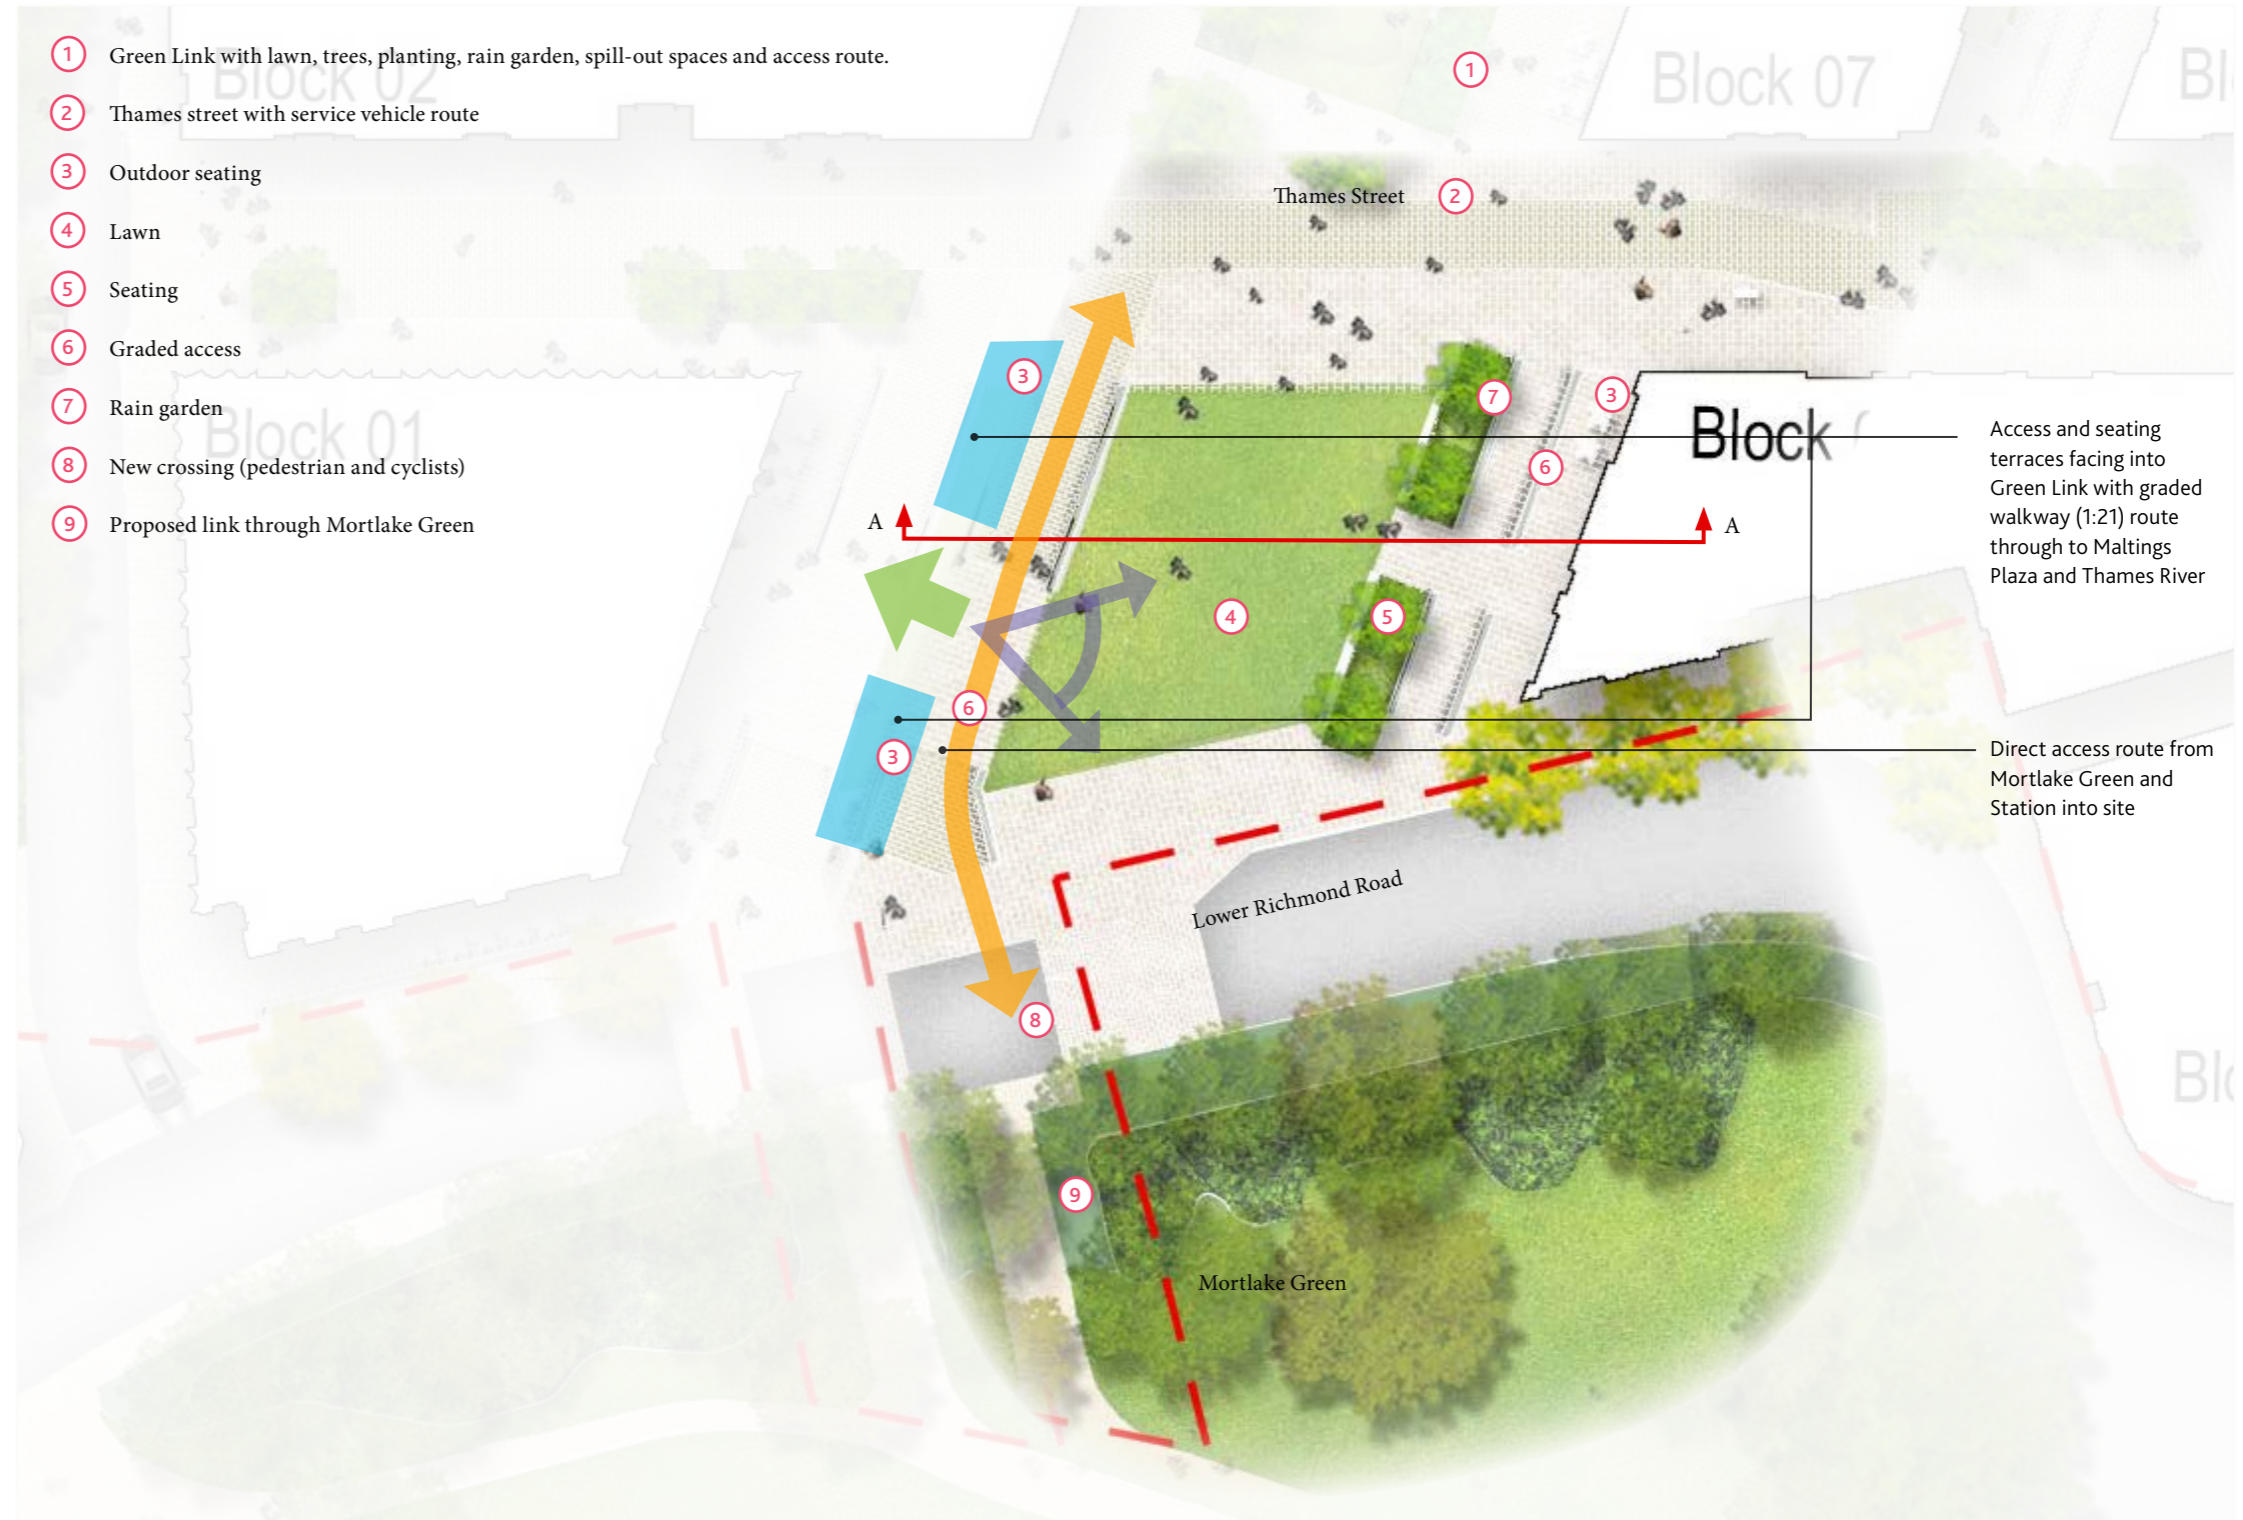 1 Green Link with lawn, trees, planting, rain garden, spill-out spaces and access route.
2 Thames street with service vehicle route
3 Outdoor seating
4 Lawn
5 Seating
6 Graded access
7 Rain garden
8 New crossing (pedestrian and cyclists)
9 Proposed link through Mortlake Green
Block 02
1
Block 07
Thames Street 2
3
7
3
Block 01
Block
6
Access and seating
terraces facing into
Green Link with graded
walkway (1:21) route
through to Maltings
Plaza and Thames River
A
A
4
5
6
3
Direct access route from
Mortlake Green and
Station into site
Lower Richmond Road
8
9
Mortlake Green